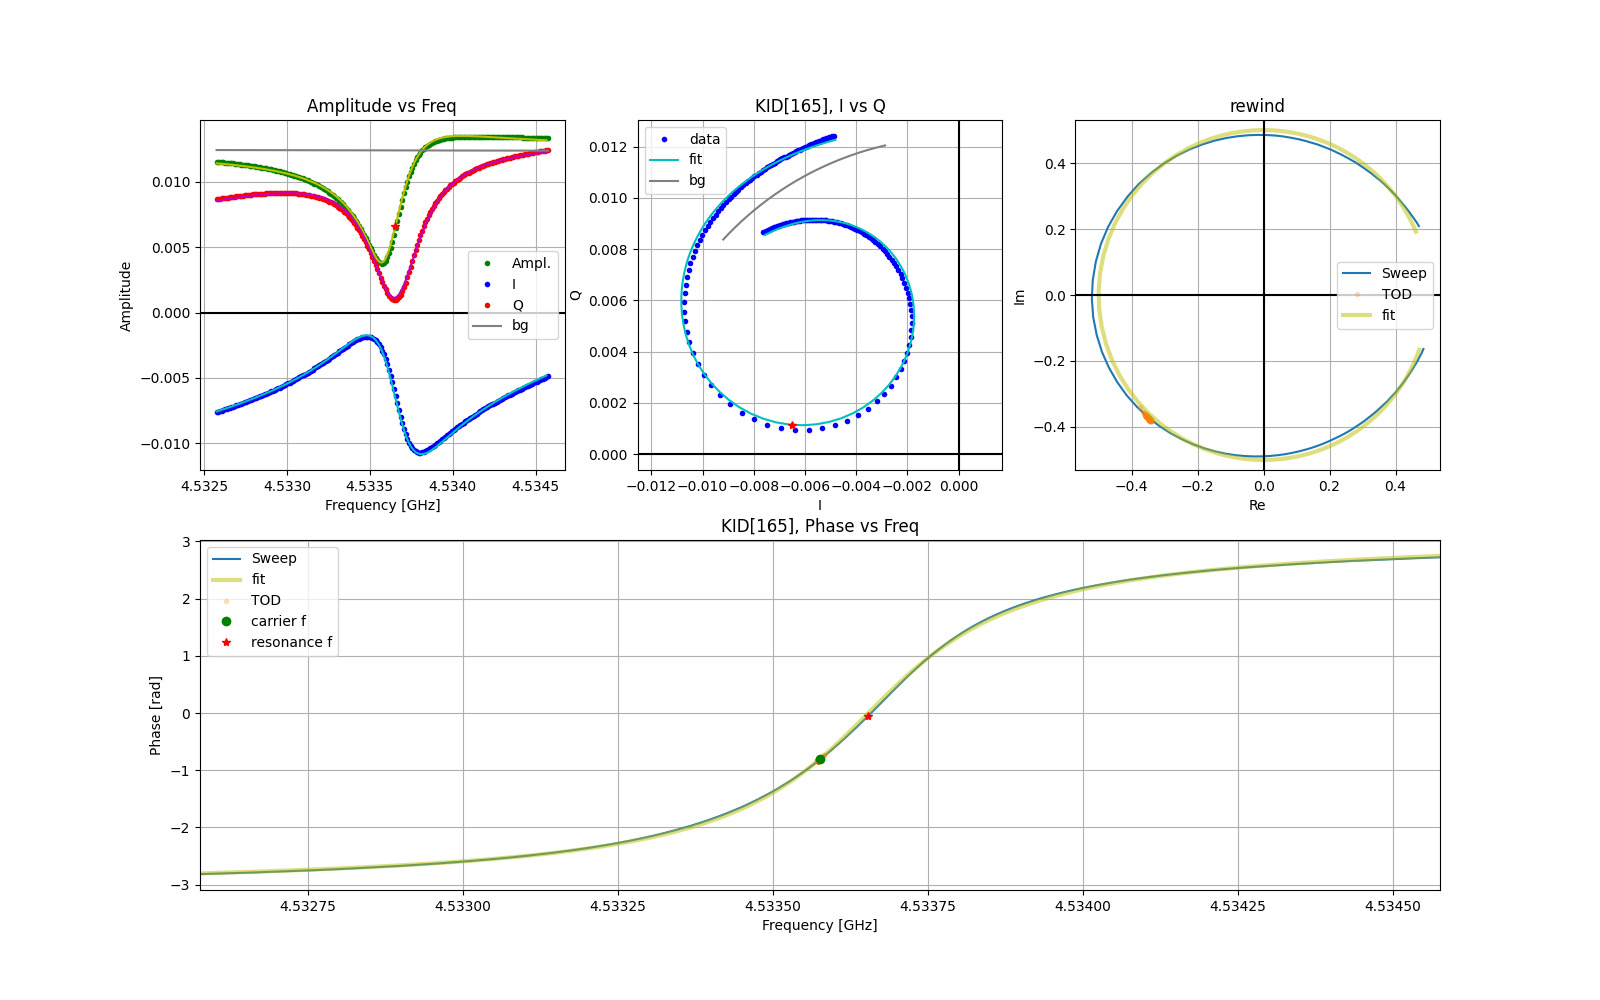 Amplitude vs Freq
Amplitude
0.010
0.005
0.000
−0.005
−0.010
Ampl.
I
Q
bg
4.5325 4.5330 4.5335 4.5340 4.5345
Frequency [GHz]
KID[165], I vs Q
Q
0.012
0.010
0.008
0.006
0.004
0.002
0.000
data
fit
bg
−0.012 −0.010 −0.008 −0.006 −0.004 −0.002 0.000
I
rewind
Im
0.4
0.2
0.0
−0.2
−0.4
Sweep
TOD
fit
−0.4 −0.2 0.0 0.2 0.4
Re
KID[165], Phase vs Freq
Phase [rad]
3
2
1
0
−1
−2
−3
Sweep
fit
TOD
carrier f
resonance f
4.53275 4.53300 4.53325 4.53350 4.53375 4.53400 4.53425 4.53450
Frequency [GHz]